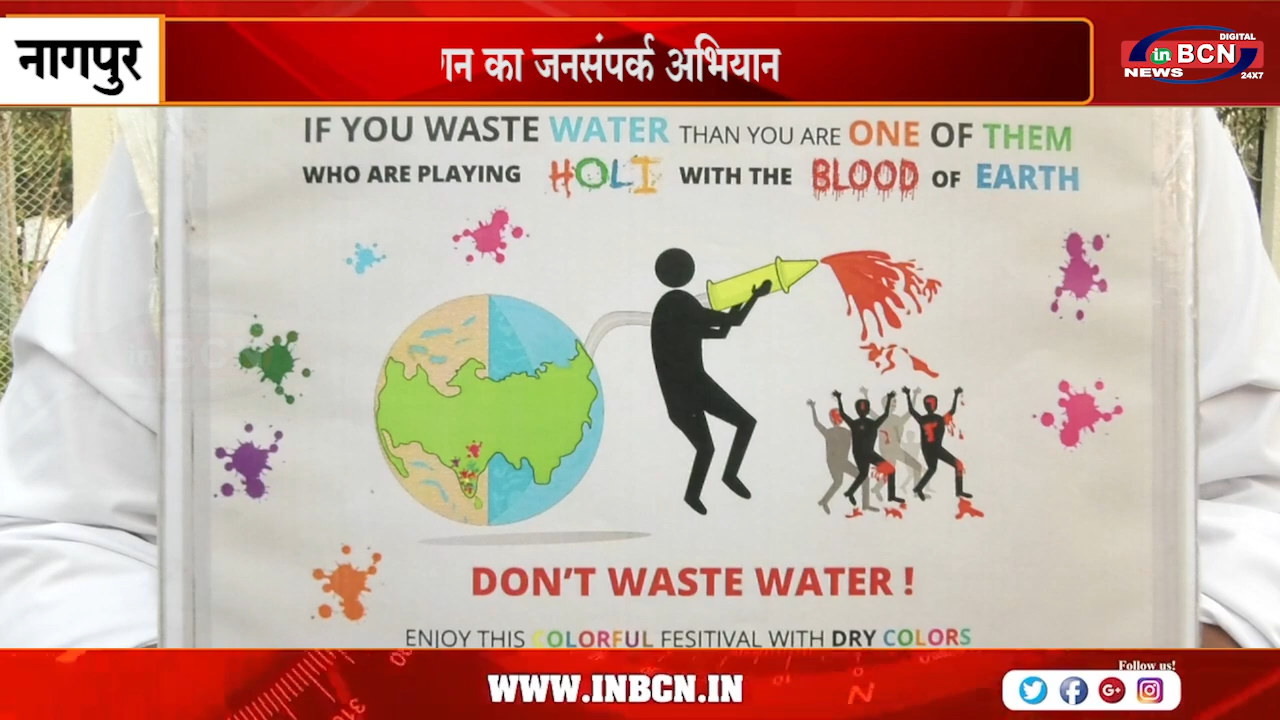 नागपुर
का जनसंपर्क अभियान
DIGITAL
in BCN
NEWS 24X7
IF YOU WASTE WATER THAN YOU ARE ONE OF THEM
WHO ARE PLAYING HOLI WITH THE BLOOD OF EARTH
DON'T WASTE WATER !
ENJOY THIS COLORFUL FESITIVAL WITH DRY COLORS
WWW.INBCN.IN
Follow us!